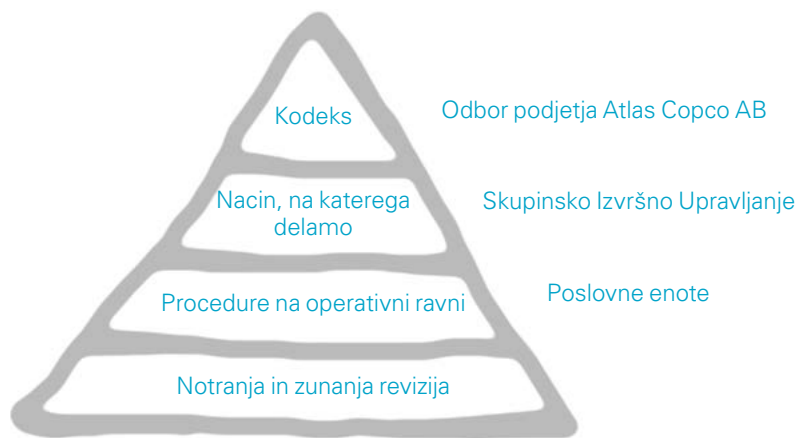 Kodeks
Odbor podjetja Atlas Copco AB
Nacin, na katerega
delamo
Skupinsko Izvršno Upravljanje
Procedure na operativni ravni
Poslovne enote
Notranja in zunanja revizija